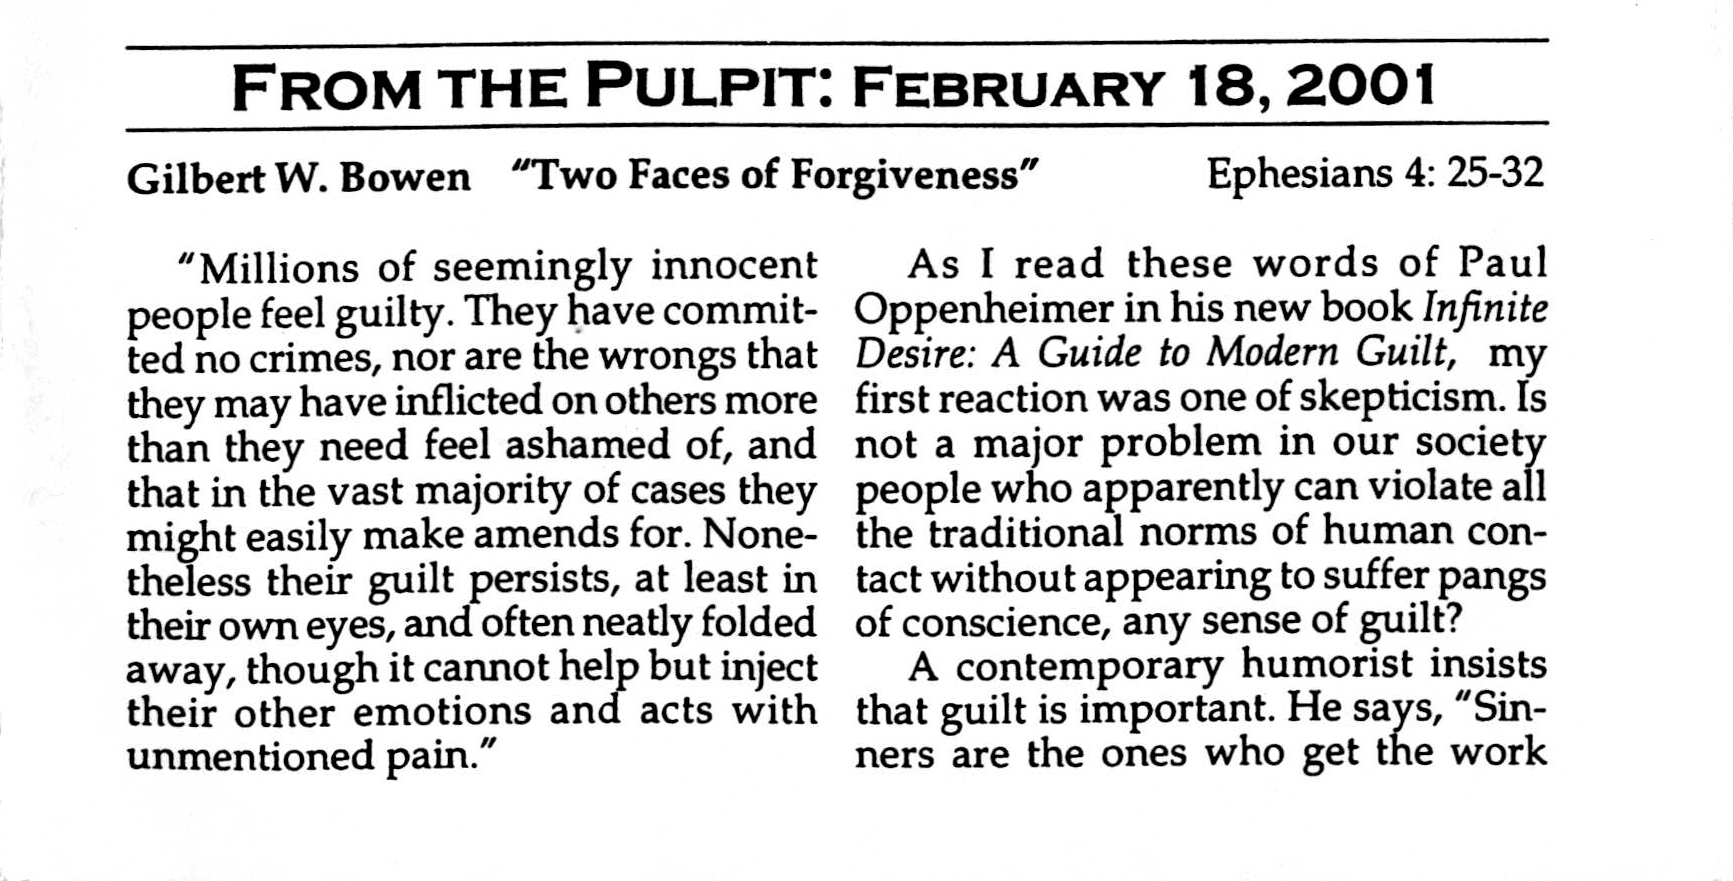 FROM THE PULPIT: FEBRUARY 18, 2001
Gilbert W. Bowen "Two Faces of Forgiveness" Ephesians 4: 25-32
"Millions of seemingly innocent
people feel guilty. They have commit-
ted no crimes, nor are the wrongs that
they may have inflicted on others more
than they need feel ashamed of, and
that in the vast majority of cases they
might easily make amends for. None-
theless their guilt persists, at least in
their own eyes, and often neatly folded
away, though it cannot help but inject
their other emotions and acts with
unmentioned pain."
As I read these words of Paul
Oppenheimer in his new book Infinite
Desire: A Guide to Modern Guilt, my
first reaction was one of skepticism. Is
not a major problem in our society
people who apparently can violate all
the traditional norms of human con-
tact without appearing to suffer pangs
of conscience, any sense of guilt?
A contemporary humorist insists
that guilt is important. He says, "Sin-
ners are the ones who get the work